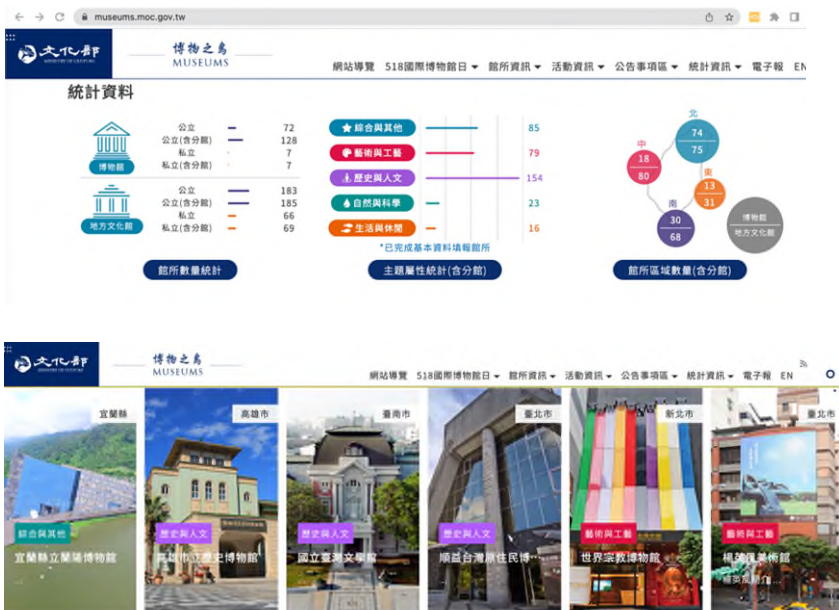 museums.moc.gov.tw
文化部
MINISTRY OF CULTURE
博物之島
MUSEUMS
網站導覽 518國際博物館日 館所資訊 活動資訊 公告事項區 統計資訊 電子報 EN
統計資料
博物館
公立 72
公立(含分館) 128
私立 7
私立(含分館) 7
地方文化館
公立 183
公立(含分館) 185
私立 66
私立(含分館) 69
館所數量統計
綜合與其他 85
藝術與工藝 79
歷史與人文 154
自然與科學 23
生活與休閒 16
*已完成基本資料填報館所
主題屬性統計(含分館)
北
74
75
中
18
80
東
13
31
南
30
68
博物館
地方文化館
館所區域數量(含分館)
文化部
MINISTRY OF CULTURE
博物之島
MUSEUMS
網站導覽 518國際博物館日 館所資訊 活動資訊 公告事項區 統計資訊 電子報 EN
宜蘭縣
綜合與其他
宜蘭縣立蘭陽博物館
高雄市
歷史與人文
高雄市立歷史博物館
臺南市
歷史與人文
國立臺灣文學館
臺北市
歷史與人文
順益台灣原住民博…
新北市
藝術與工藝
世界宗教博物館
臺北市
藝術與工藝
楊英風美術館
楊英風簡介...